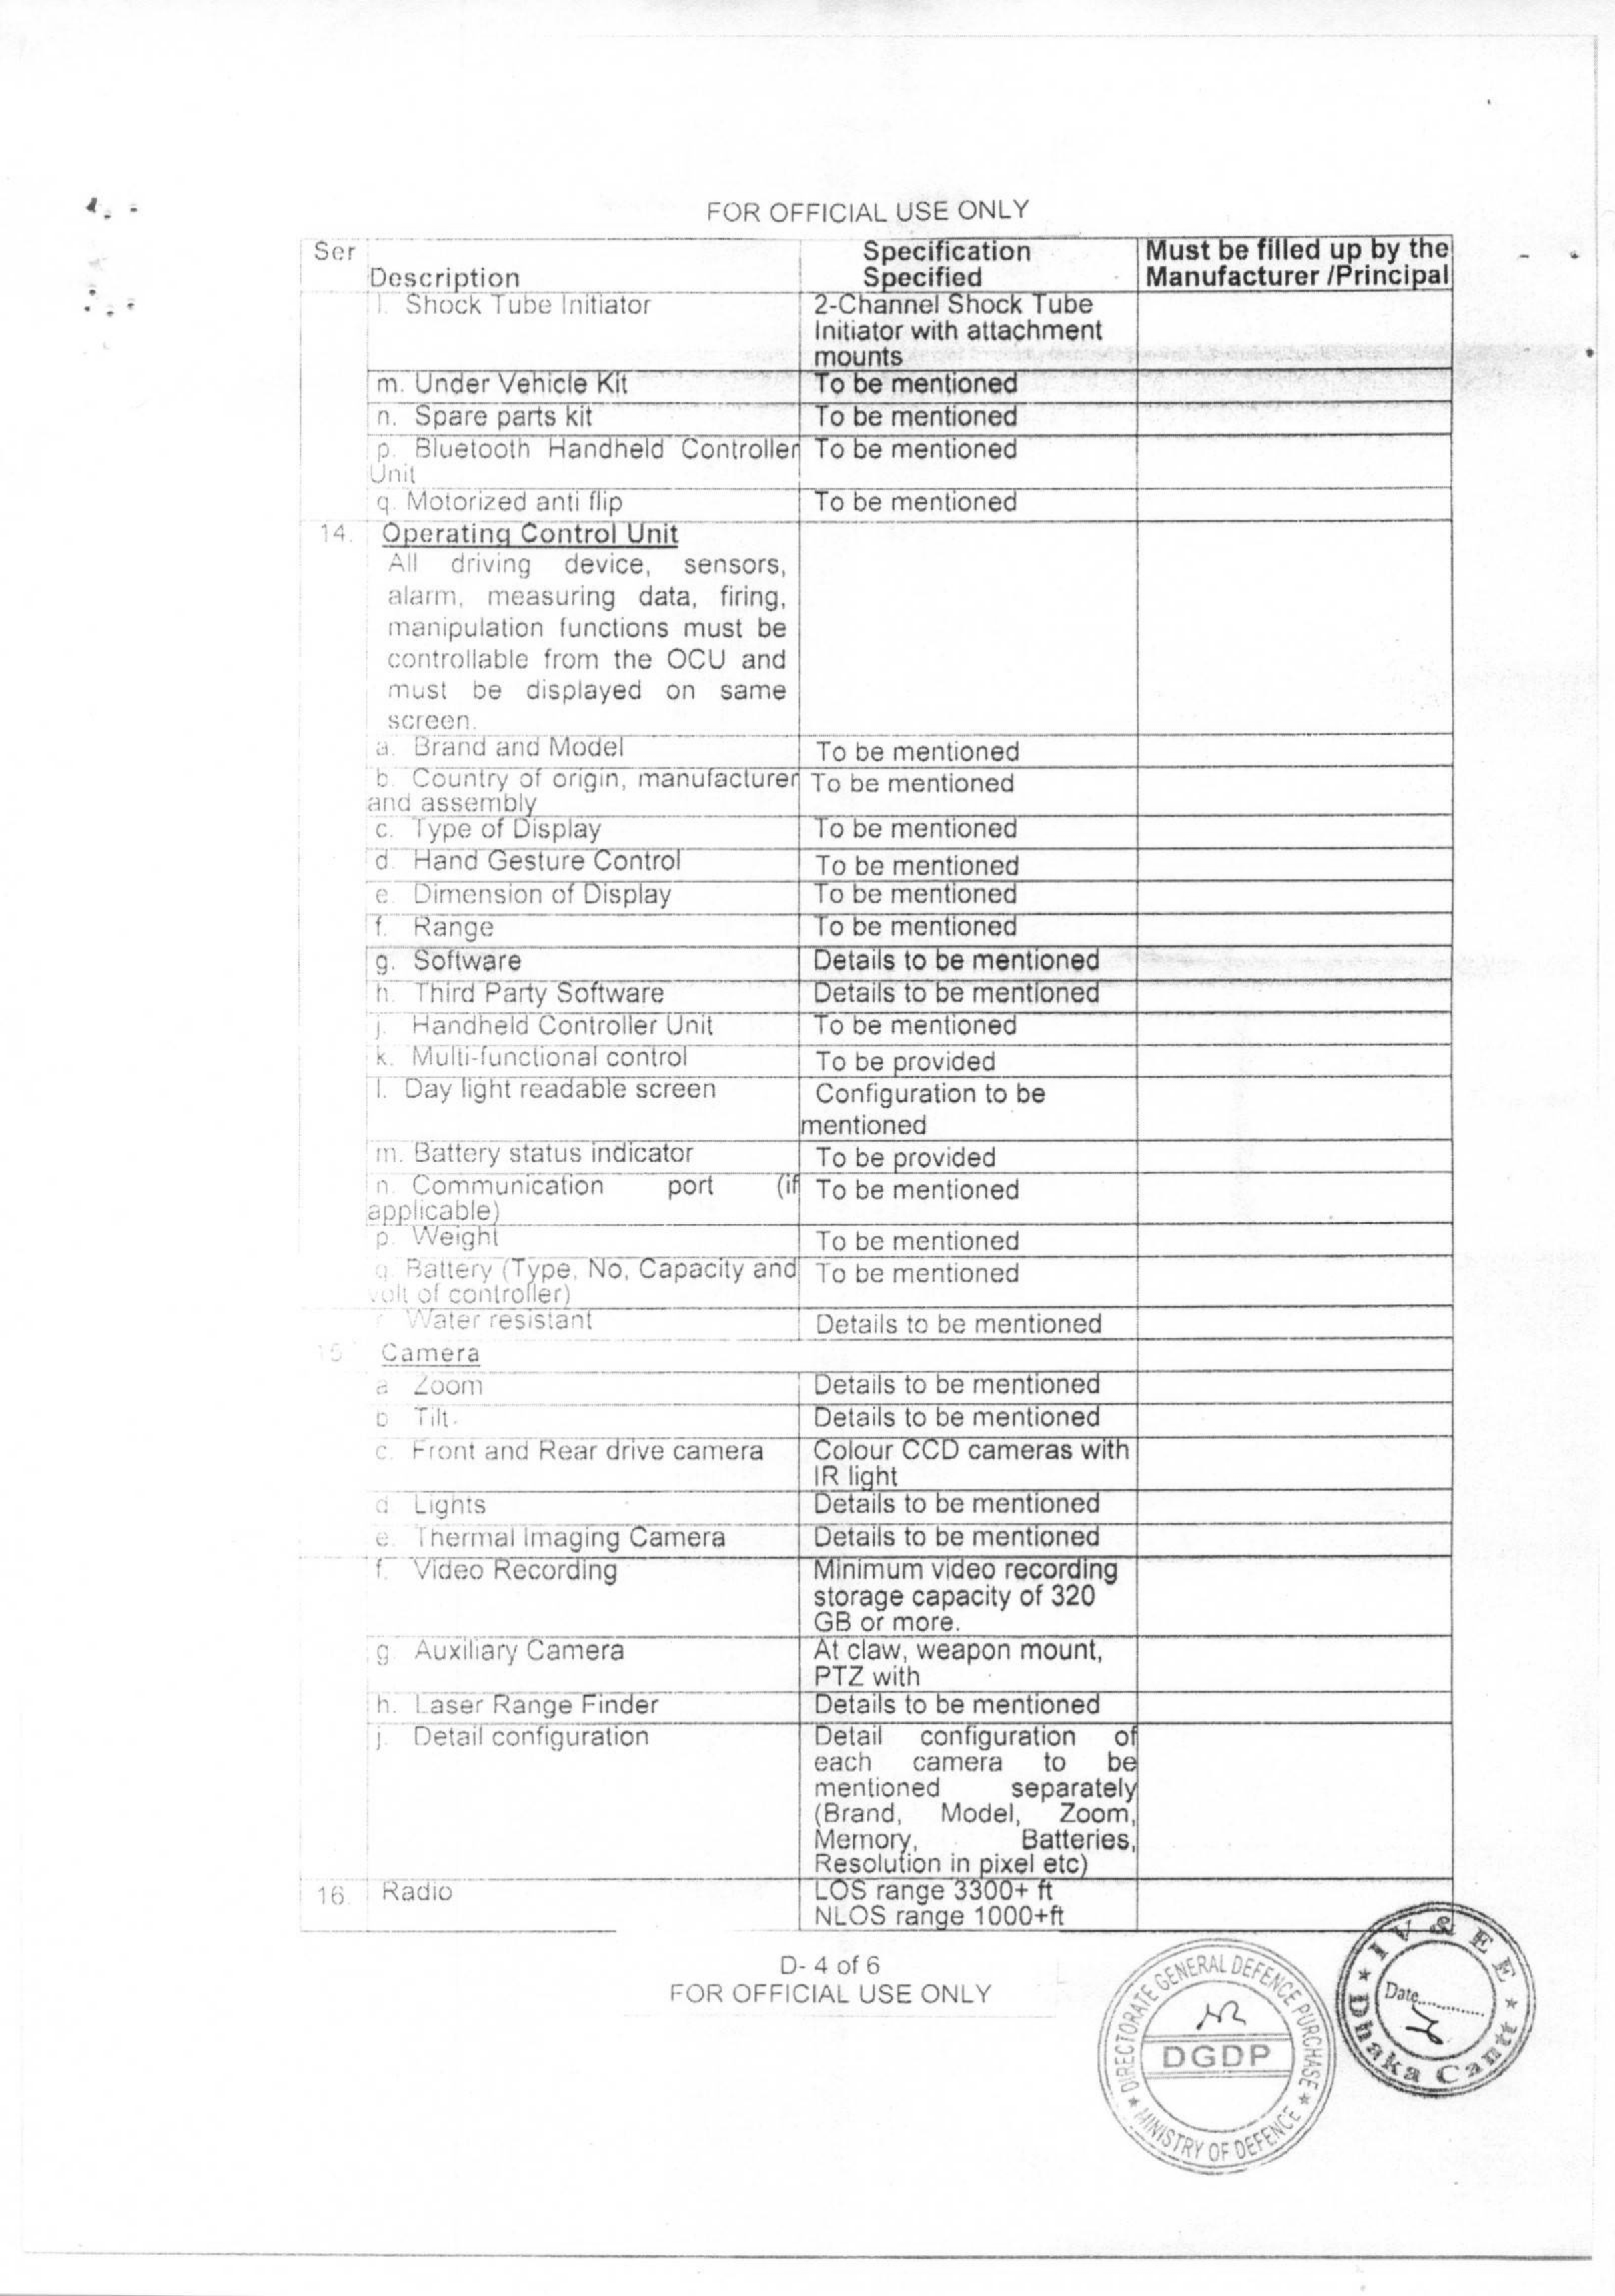 FOR OFFICIAL USE ONLY
Ser
Description
Specification
Specified
Must be filled up by the
Manufacturer /Principal
l. Shock Tube Initiator
2-Channel Shock Tube
Initiator with attachment
mounts
m. Under Vehicle Kit
To be mentioned
n. Spare parts kit
To be mentioned
p. Bluetooth Handheld Controller
Unit
To be mentioned
q. Motorized anti flip
To be mentioned
14. Operating Control Unit
All driving device, sensors,
alarm, measuring data, firing,
manipulation functions must be
controllable from the OCU and
must be displayed on same
screen.
a. Brand and Model
To be mentioned
b. Country of origin, manufacturer
and assembly
To be mentioned
c. Type of Display
To be mentioned
d. Hand Gesture Control
To be mentioned
e. Dimension of Display
To be mentioned
f. Range
To be mentioned
g. Software
Details to be mentioned
h. Third Party Software
Details to be mentioned
j. Handheld Controller Unit
To be mentioned
k. Multi-functional control
To be provided
l. Day light readable screen
Configuration to be
mentioned
m. Battery status indicator
To be provided
n. Communication port (if
applicable)
To be mentioned
p. Weight
To be mentioned
q. Battery (Type, No, Capacity and
volt of controller)
To be mentioned
r Water resistant
Details to be mentioned
15 Camera
a Zoom
Details to be mentioned
b Tilt.
Details to be mentioned
c. Front and Rear drive camera
Colour CCD cameras with
IR light
d. Lights
Details to be mentioned
e. Thermal Imaging Camera
Details to be mentioned
f. Video Recording
Minimum video recording
storage capacity of 320
GB or more.
g. Auxiliary Camera
At claw, weapon mount,
PTZ with
h. Laser Range Finder
Details to be mentioned
j. Detail configuration
Detail configuration of
each camera to be
mentioned separately
(Brand, Model, Zoom,
Memory, Batteries,
Resolution in pixel etc)
16. Radio
LOS range 3300+ ft
NLOS range 1000+ft
D- 4 of 6
FOR OFFICIAL USE ONLY
DIRECTORATE GENERAL DEFENCE PURCHASE
DGDP
MINISTRY OF DEFENCE
IV & EE
Date..............
Dhaka Cantt